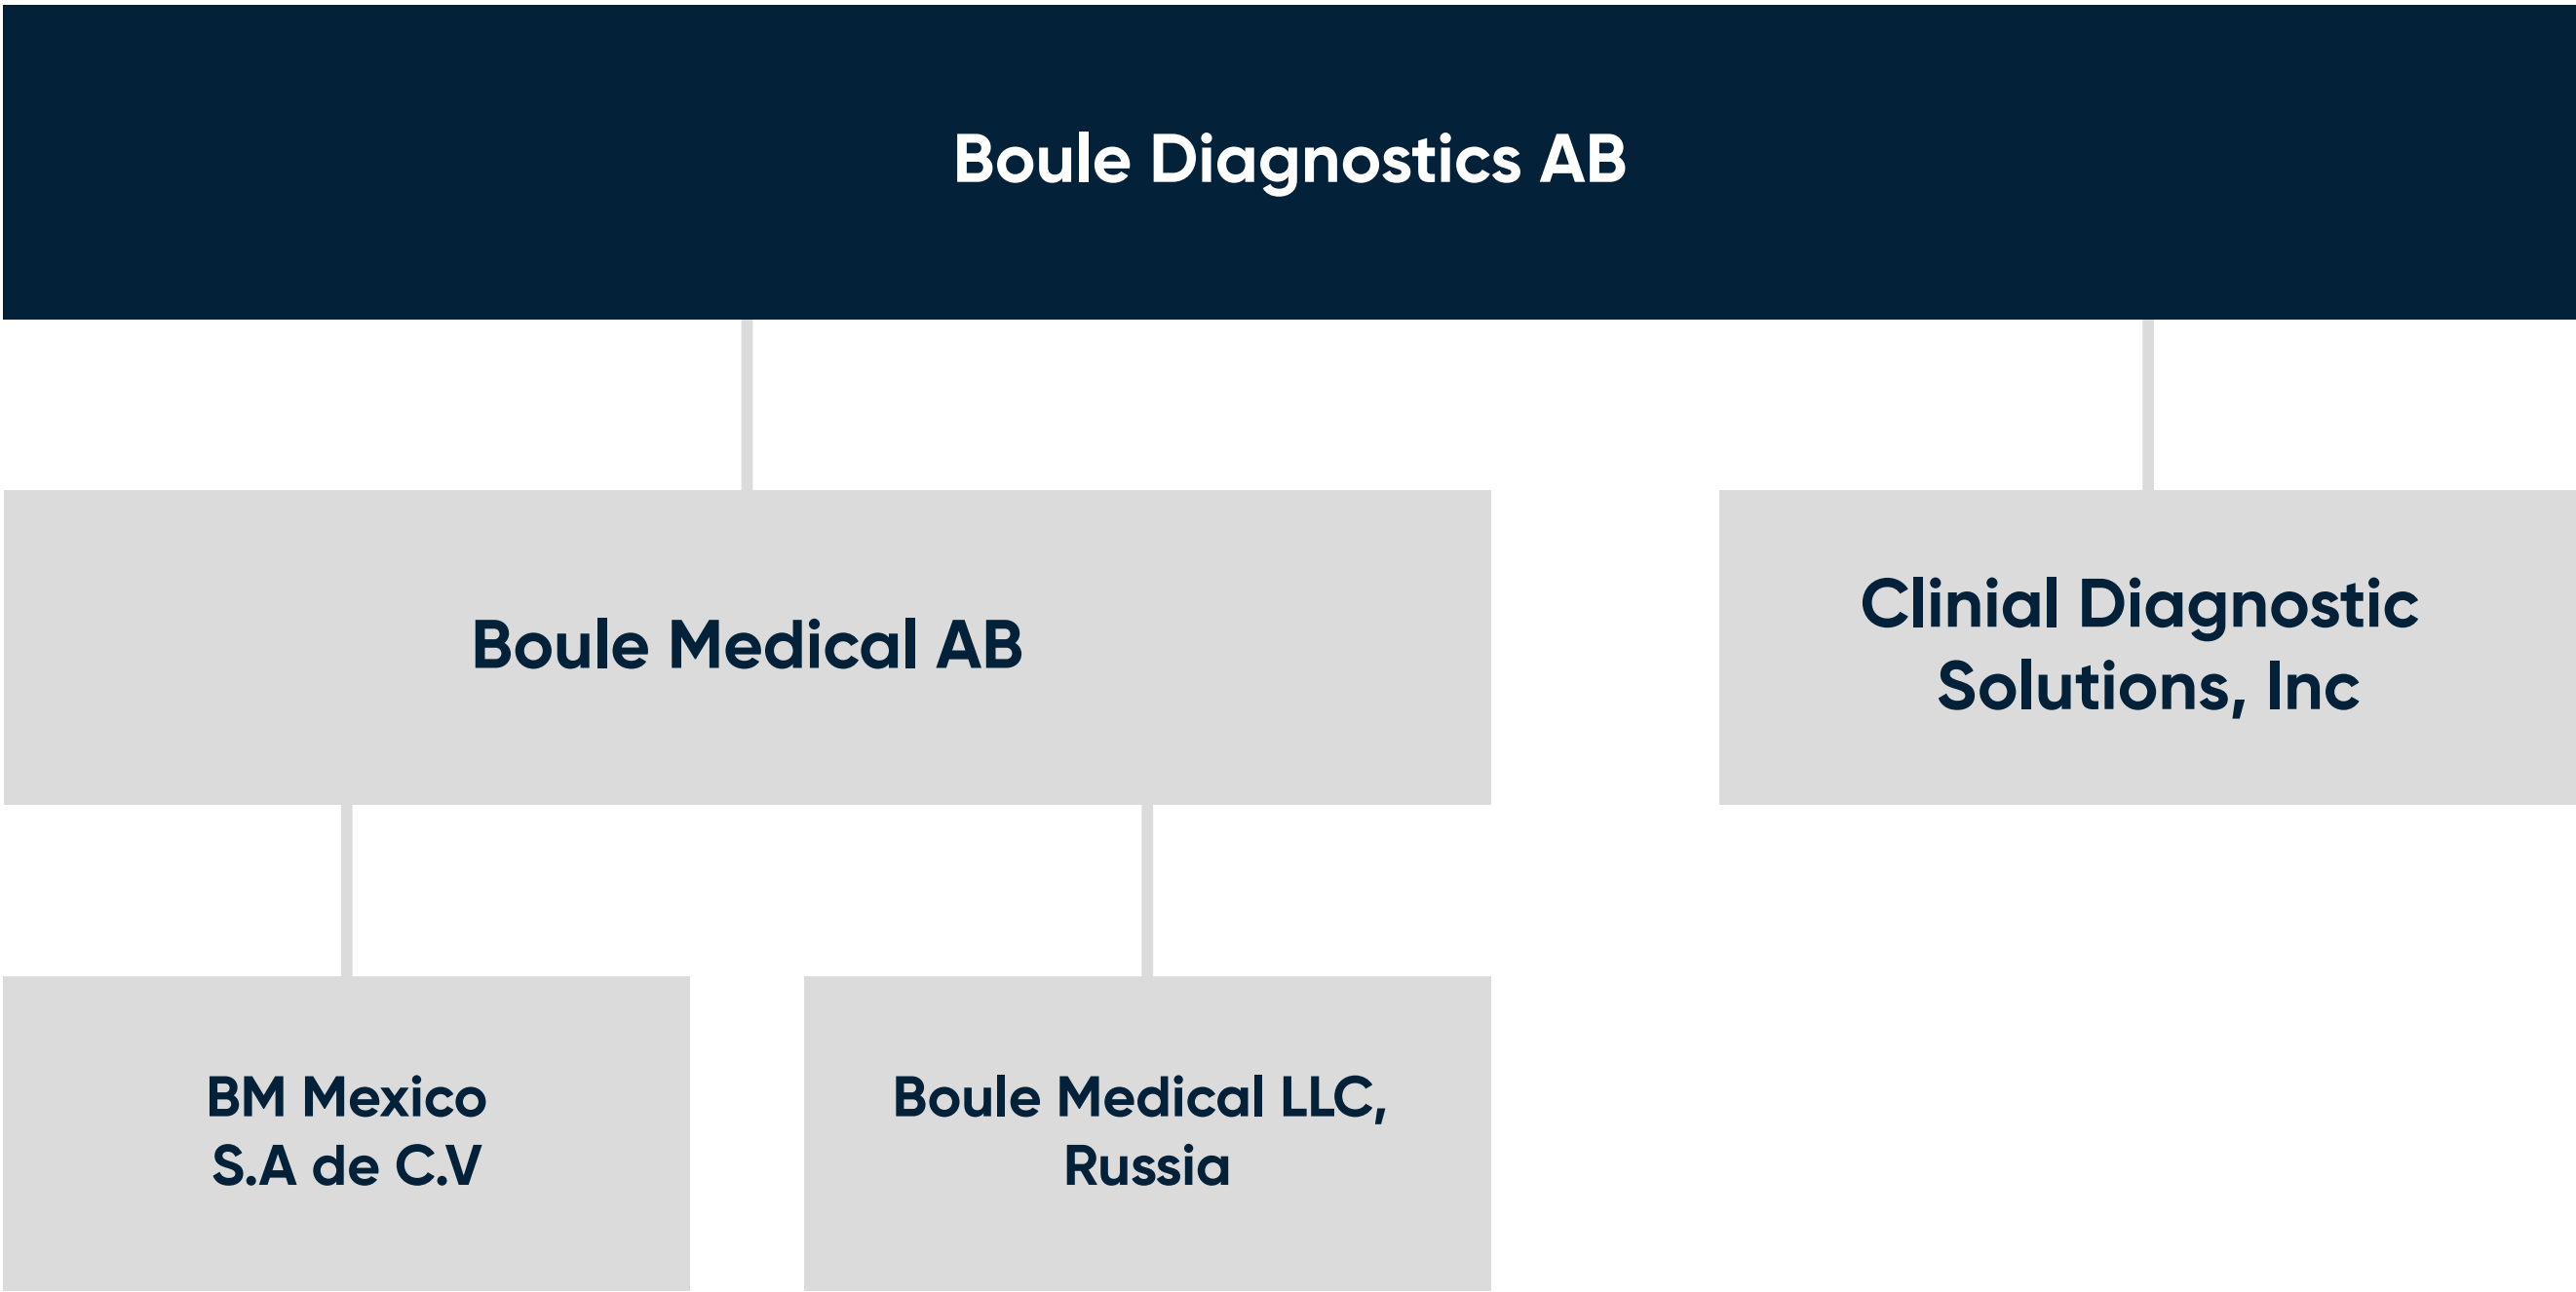 Boule Diagnostics AB
Boule Medical AB
Clinial Diagnostic
Solutions, Inc
BM Mexico
S.A de C.V
Boule Medical LLC,
Russia